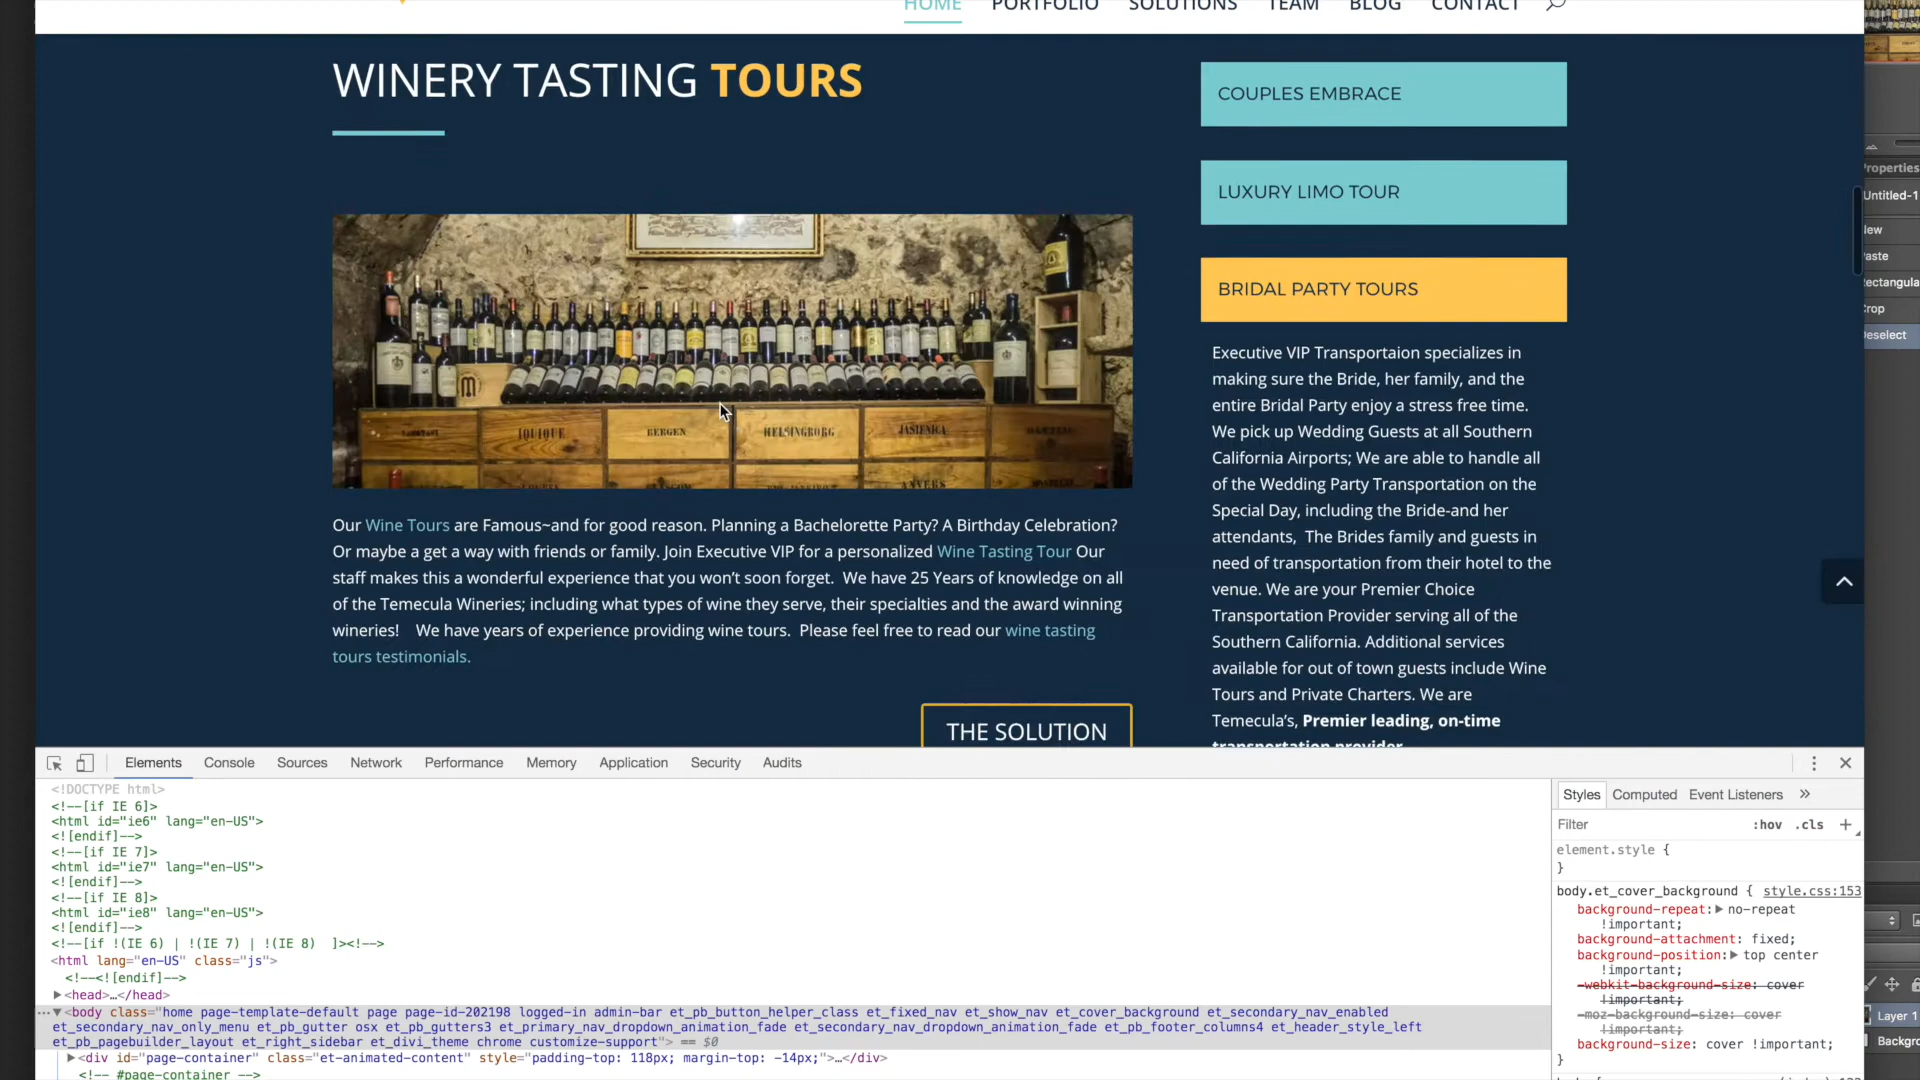 HOME PORTFOLIO SOLUTIONS TEAM BLOG CONTACT
WINERY TASTING TOURS
IQUIQUE BERGEN HELSINGBORG JASIENICA
ANVERS
Our Wine Tours are Famous~and for good reason. Planning a Bachelorette Party? A Birthday Celebration?
Or maybe a get a way with friends or family. Join Executive VIP for a personalized Wine Tasting Tour Our
staff makes this a wonderful experience that you won't soon forget.  We have 25 Years of knowledge on all
of the Temecula Wineries; including what types of wine they serve, their specialties and the award winning
wineries!    We have years of experience providing wine tours.  Please feel free to read our wine tasting
tours testimonials.
THE SOLUTION
COUPLES EMBRACE
LUXURY LIMO TOUR
BRIDAL PARTY TOURS
Executive VIP Transportaion specializes in
making sure the Bride, her family, and the
entire Bridal Party enjoy a stress free time.
We pick up Wedding Guests at all Southern
California Airports; We are able to handle all
of the Wedding Party Transportation on the
Special Day, including the Bride-and her
attendants,  The Brides family and guests in
need of transportation from their hotel to the
venue. We are your Premier Choice
Transportation Provider serving all of the
Southern California. Additional services
available for out of town guests include Wine
Tours and Private Charters. We are
Temecula's, Premier leading, on-time
transportation provider
Properties
Untitled-1
New
Paste
Rectangula
Crop
Deselect
Layer 1
Backgro
Elements Console Sources Network Performance Memory Application Security Audits
<!DOCTYPE html>
<!--[if IE 6]>
<html id="ie6" lang="en-US">
<![endif]-->
<!--[if IE 7]>
<html id="ie7" lang="en-US">
<![endif]-->
<!--[if IE 8]>
<html id="ie8" lang="en-US">
<![endif]-->
<!--[if !(IE 6) | !(IE 7) | !(IE 8)  ]><!-->
<html lang="en-US" class="js">
<!--<![endif]-->
▶<head>…</head>
…▼<body class="home page-template-default page page-id-202198 logged-in admin-bar et_pb_button_helper_class et_fixed_nav et_show_nav et_cover_background et_secondary_nav_enabled
et_secondary_nav_only_menu et_pb_gutter osx et_pb_gutters3 et_primary_nav_dropdown_animation_fade et_secondary_nav_dropdown_animation_fade et_pb_footer_columns4 et_header_style_left
et_pb_pagebuilder_layout et_right_sidebar et_divi_theme chrome customize-support"> == $0
▶<div id="page-container" class="et-animated-content" style="padding-top: 118px; margin-top: -14px;">…</div>
<!-- #page-container -->
Styles Computed Event Listeners »
Filter :hov .cls +
element.style {
}
body.et_cover_background { style.css:153
background-repeat:▶ no-repeat
!important;
background-attachment: fixed;
background-position:▶ top center
!important;
-webkit-background-size: cover
!important;
-moz-background-size: cover
!important;
background-size: cover !important;
}